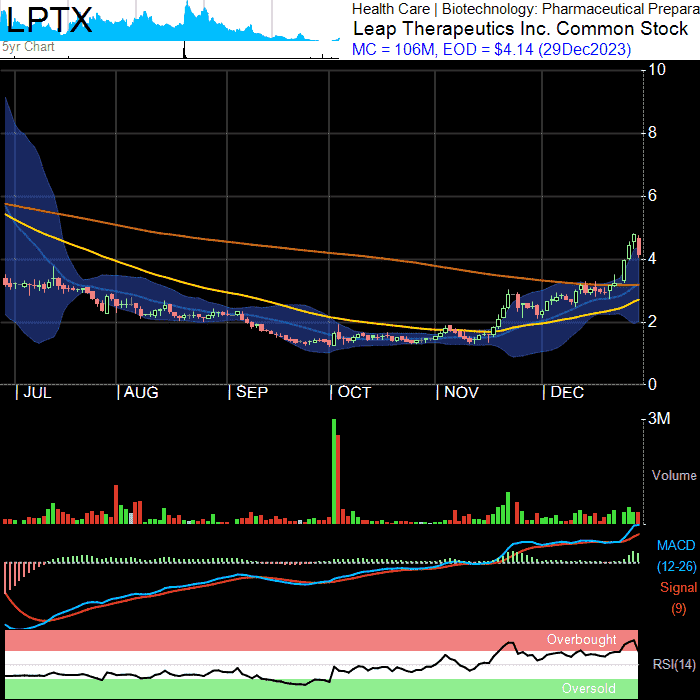 LPTX
Health Care | Biotechnology: Pharmaceutical Prepara
Leap Therapeutics Inc. Common Stock
5yr Chart
MC = 106M, EOD = $4.14 (29Dec2023)
10
8
6
4
2
0
JUL AUG SEP OCT NOV DEC
3M
Volume
MACD
(12-26)
Signal
(9)
Overbought
RSI(14)
Oversold